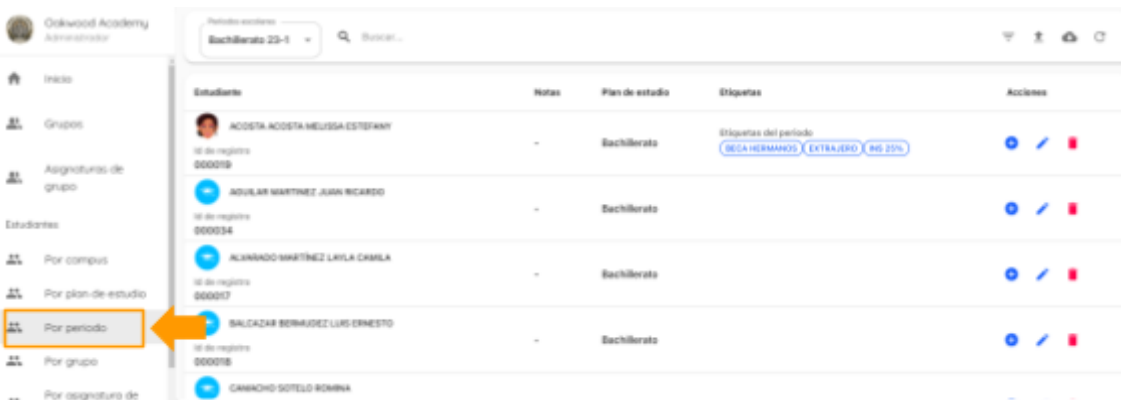 Oakwood Academy
Administrador
Inicio
Grupos
Asignaturas de
grupo
Estudiantes
Por campus
Por plan de estudio
Por periodo
Por grupo
Por asignatura de
Periodos escolares
Bachillerato 23-1
Buscar...
Estudiante Notas Plan de estudio Etiquetas Acciones
ACOSTA ACOSTA MELISSA ESTEFANY
Id de registro
000019
- Bachillerato
Etiquetas del periodo
BECA HERMANOS EXTRAJERO INS 25%
AGUILAR MARTINEZ JUAN RICARDO
Id de registro
000034
- Bachillerato
ALVARADO MARTÍNEZ LAYLA CAMILA
Id de registro
000017
- Bachillerato
BALCAZAR BERMUDEZ LUIS ERNESTO
Id de registro
000018
- Bachillerato
CAMACHO SOTELO ROMINA